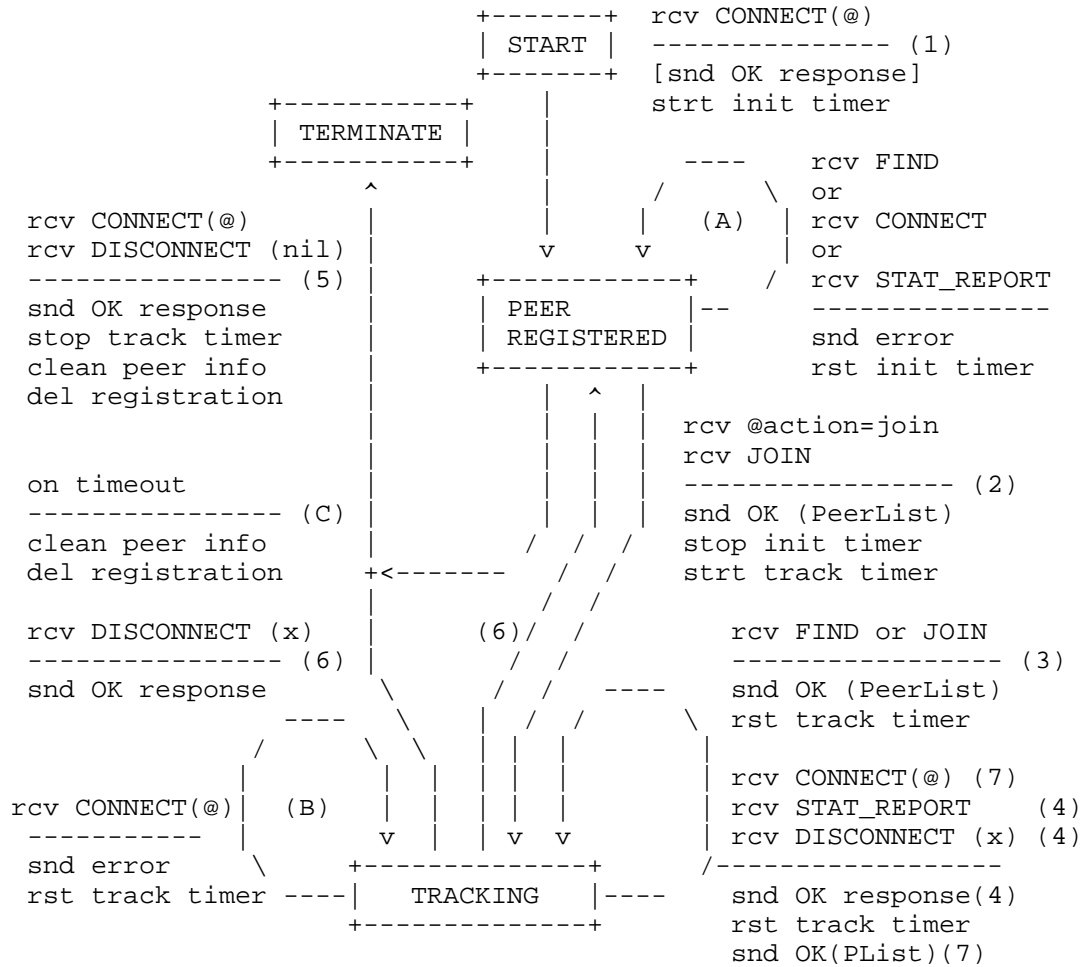 rcv CONNECT(@)
START
--------------- (1)
[snd OK response]
strt init timer
TERMINATE
rcv FIND
or
rcv CONNECT(@)
(A)
rcv CONNECT
rcv DISCONNECT (nil)
or
---------------- (5)
rcv STAT_REPORT
snd OK response
PEER
---------------
stop track timer
REGISTERED
snd error
clean peer info
rst init timer
del registration
rcv @action=join
rcv JOIN
on timeout
----------------- (2)
---------------- (C)
snd OK (PeerList)
clean peer info
stop init timer
del registration
strt track timer
rcv DISCONNECT (x)
(6)
rcv FIND or JOIN
---------------- (6)
----------------- (3)
snd OK response
snd OK (PeerList)
rst track timer
rcv CONNECT(@) (7)
rcv CONNECT(@)
(B)
rcv STAT_REPORT (4)
-----------
rcv DISCONNECT (x) (4)
snd error
------------------
rst track timer
TRACKING
snd OK response(4)
rst track timer
snd OK(PList)(7)